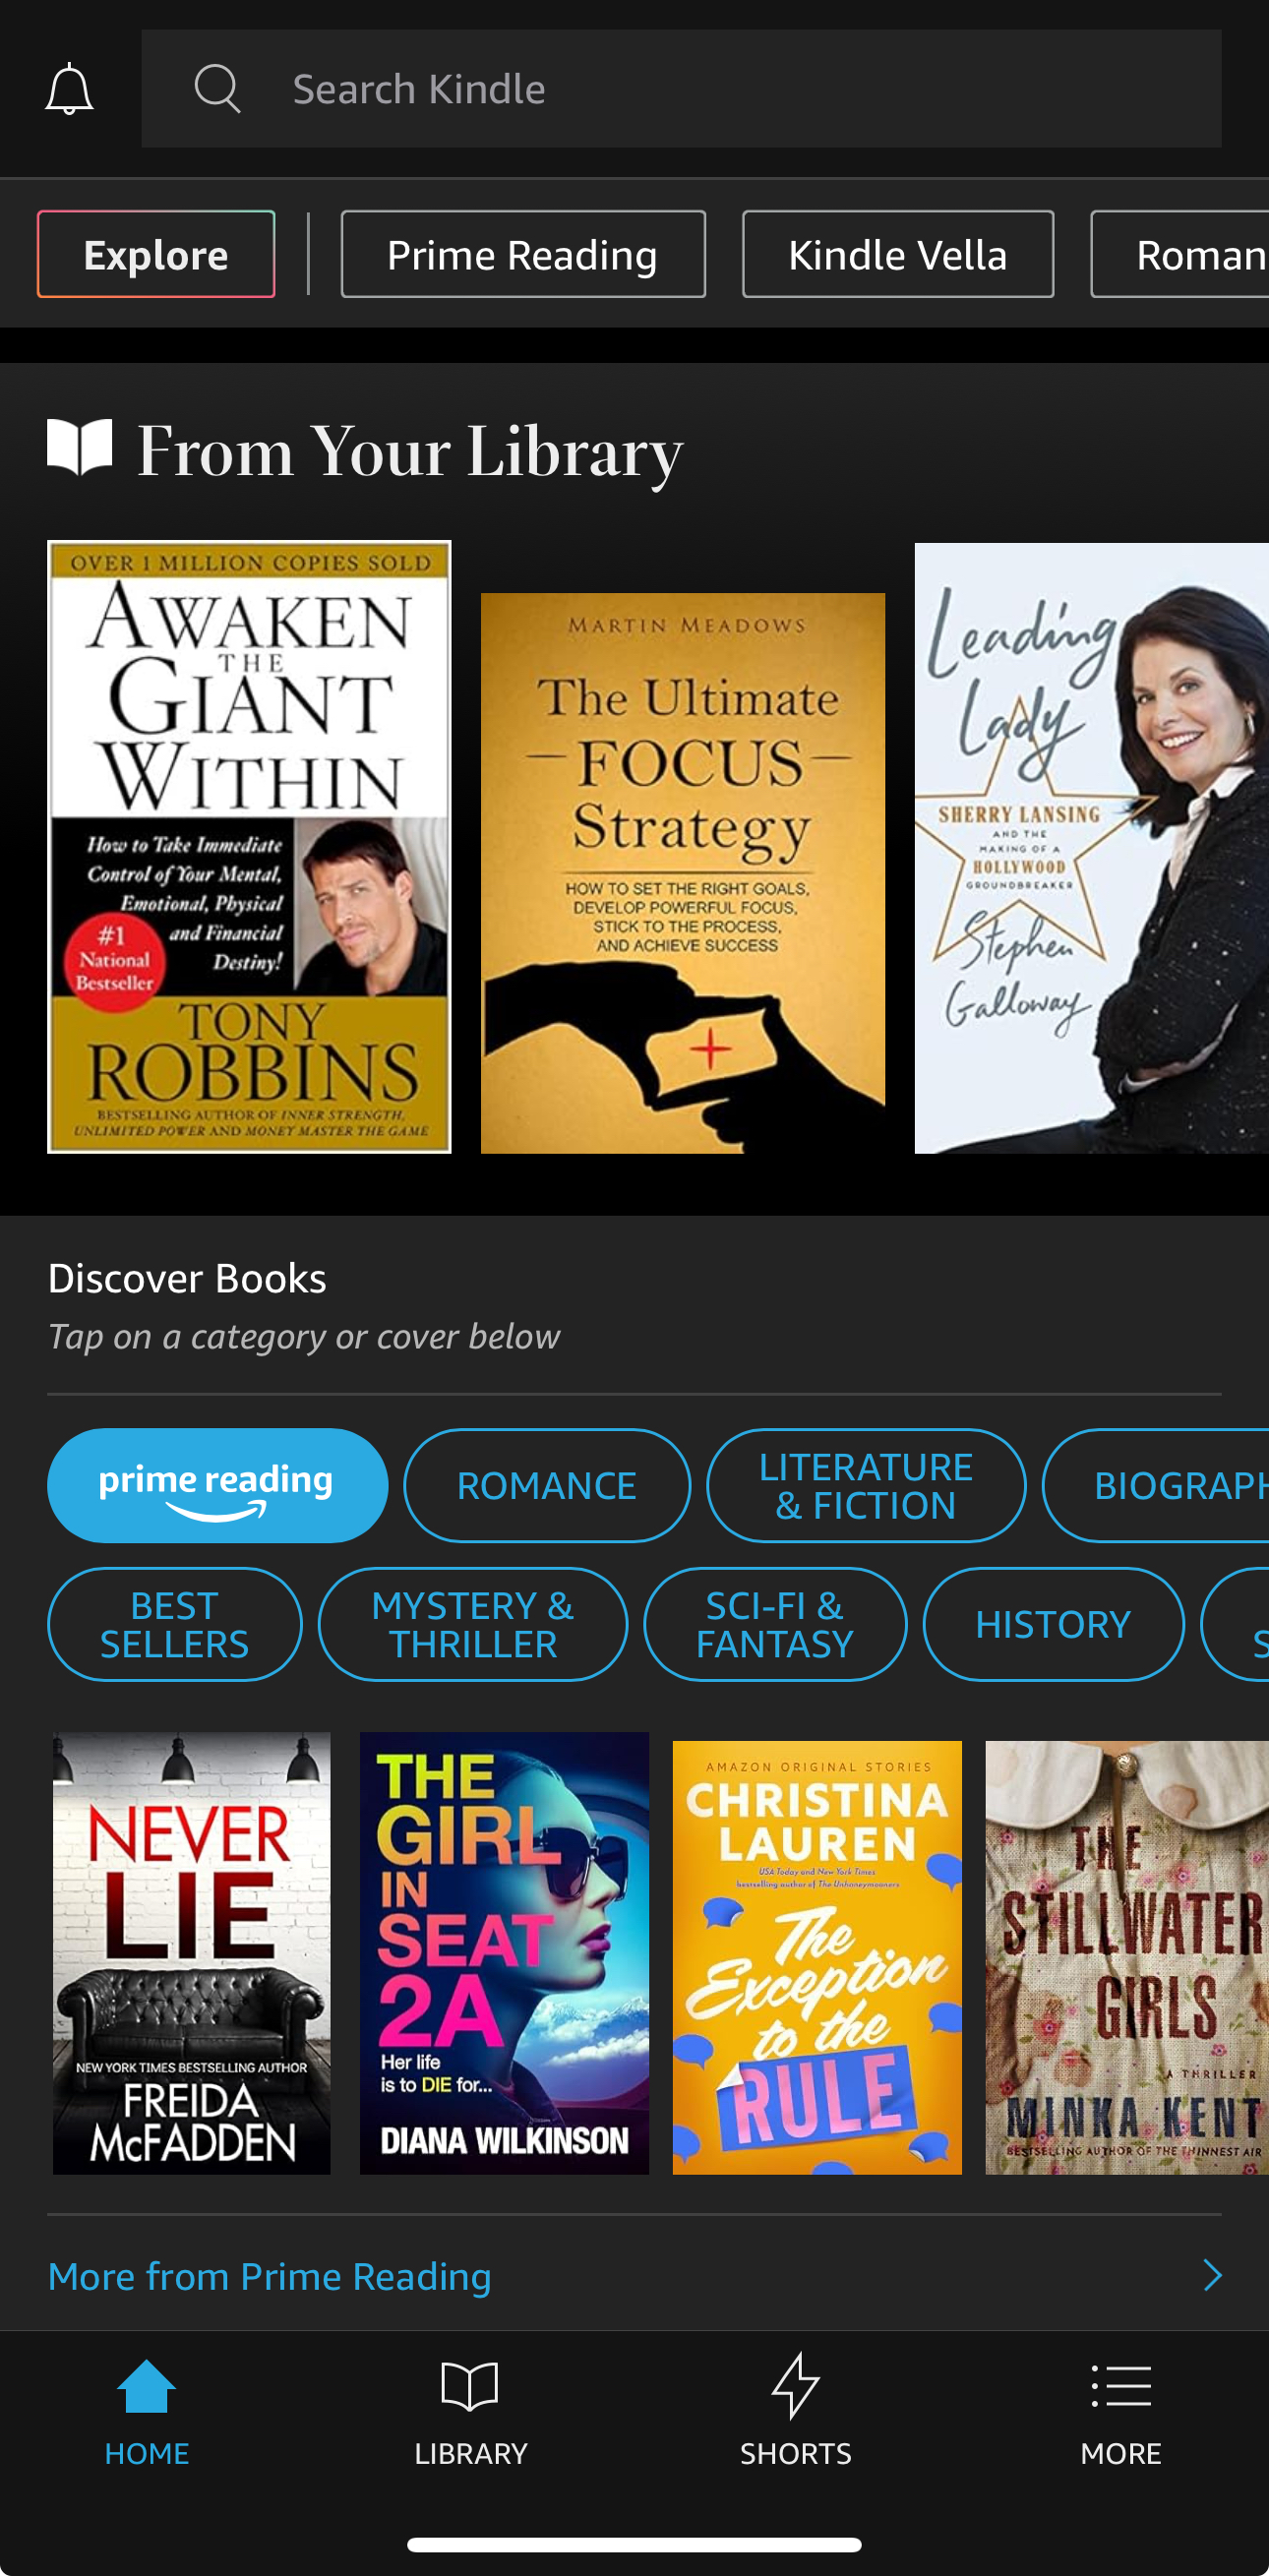 Search Kindle
Explore
Prime Reading
Kindle Vella
Roman
From Your Library
OVER 1 MILLION COPIES SOLD
AWAKEN
THE
GIANT
WITHIN
How to Take Immediate
Control of Your Mental,
Emotional, Physical
and Financial
Destiny!
#1
National
Bestseller
TONY
ROBBINS
BESTSELLING AUTHOR OF INNER STRENGTH,
UNLIMITED POWER AND MONEY MASTER THE GAME
MARTIN MEADOWS
The Ultimate
FOCUS
Strategy
HOW TO SET THE RIGHT GOALS,
DEVELOP POWERFUL FOCUS,
STICK TO THE PROCESS,
AND ACHIEVE SUCCESS
Leading
Lady
SHERRY LANSING
AND THE
MAKING OF A
HOLLYWOOD
GROUNDBREAKER
Stephen
Galloway
Discover Books
Tap on a category or cover below
prime reading
ROMANCE
LITERATURE
& FICTION
BIOGRAPH
BEST
SELLERS
MYSTERY &
THRILLER
SCI-FI &
FANTASY
HISTORY
S
NEVER
LIE
NEW YORK TIMES BESTSELLING AUTHOR
FREIDA
McFADDEN
THE
GIRL
IN
SEAT
2A
Her life
is to DIE for...
DIANA WILKINSON
AMAZON ORIGINAL STORIES
CHRISTINA
LAUREN
USA Today and New York Times
bestselling author of The Unhoneymooners
The
Exception
to the
RULE
THE
STILLWATER
GIRLS
A THRILLER
MINKA KENT
BESTSELLING AUTHOR OF THE THINNEST AIR
More from Prime Reading
HOME
LIBRARY
SHORTS
MORE